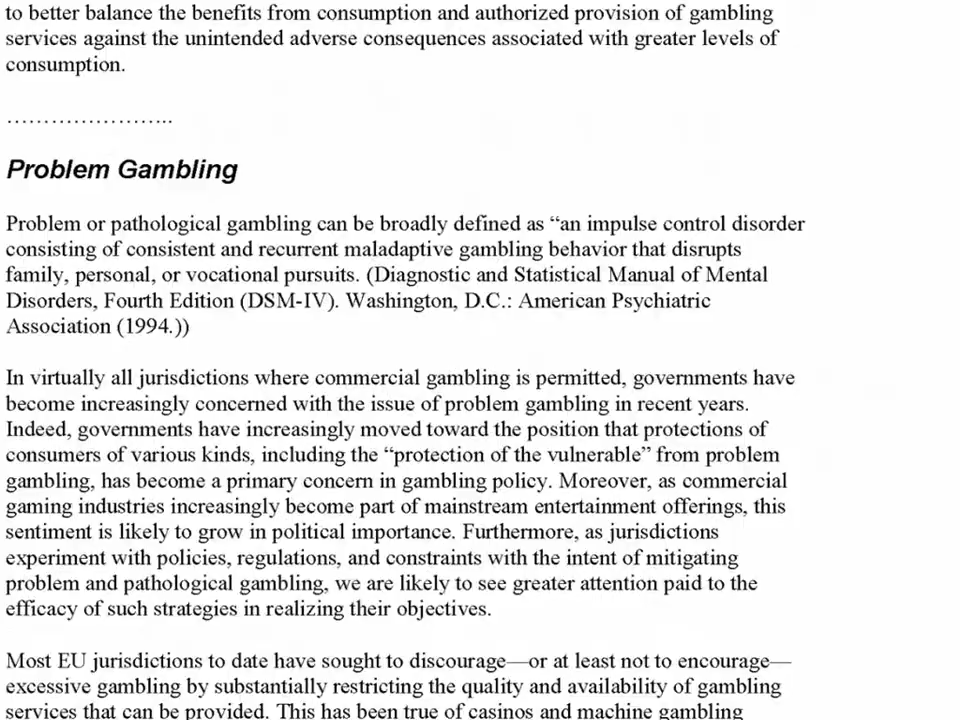 to better balance the benefits from consumption and authorized provision of gambling
services against the unintended adverse consequences associated with greater levels of
consumption.
…………………..
Problem Gambling
Problem or pathological gambling can be broadly defined as “an impulse control disorder
consisting of consistent and recurrent maladaptive gambling behavior that disrupts
family, personal, or vocational pursuits. (Diagnostic and Statistical Manual of Mental
Disorders, Fourth Edition (DSM-IV). Washington, D.C.: American Psychiatric
Association (1994.))
In virtually all jurisdictions where commercial gambling is permitted, governments have
become increasingly concerned with the issue of problem gambling in recent years.
Indeed, governments have increasingly moved toward the position that protections of
consumers of various kinds, including the “protection of the vulnerable” from problem
gambling, has become a primary concern in gambling policy. Moreover, as commercial
gaming industries increasingly become part of mainstream entertainment offerings, this
sentiment is likely to grow in political importance. Furthermore, as jurisdictions
experiment with policies, regulations, and constraints with the intent of mitigating
problem and pathological gambling, we are likely to see greater attention paid to the
efficacy of such strategies in realizing their objectives.
Most EU jurisdictions to date have sought to discourage—or at least not to encourage—
excessive gambling by substantially restricting the quality and availability of gambling
services that can be provided. This has been true of casinos and machine gambling